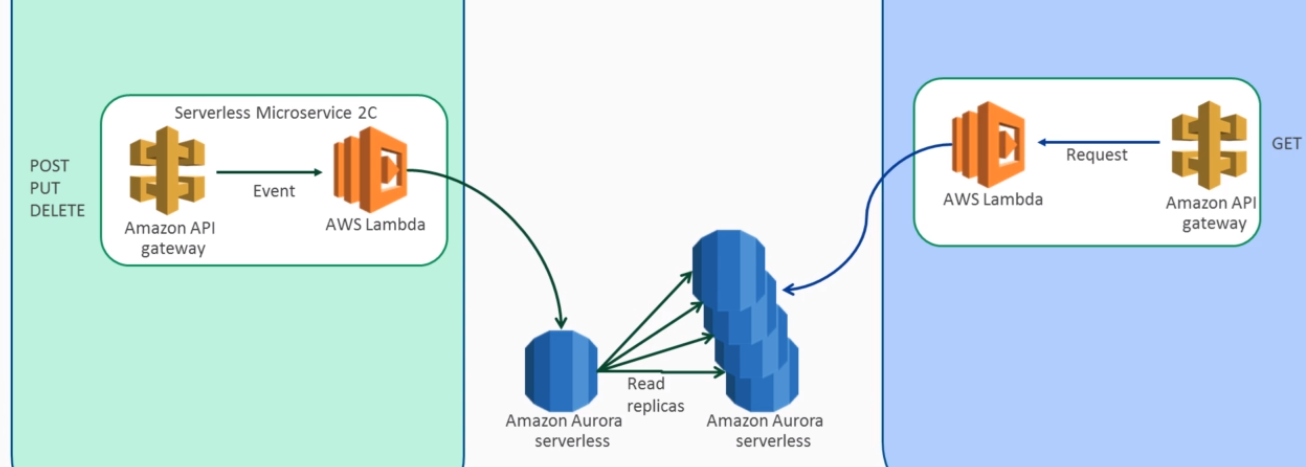 Serverless Microservice 2C
POST
PUT
DELETE
Event
Amazon API
gateway
AWS Lambda
Read
replicas
Amazon Aurora
serverless
Amazon Aurora
serverless
AWS Lambda
Request
Amazon API
gateway
GET